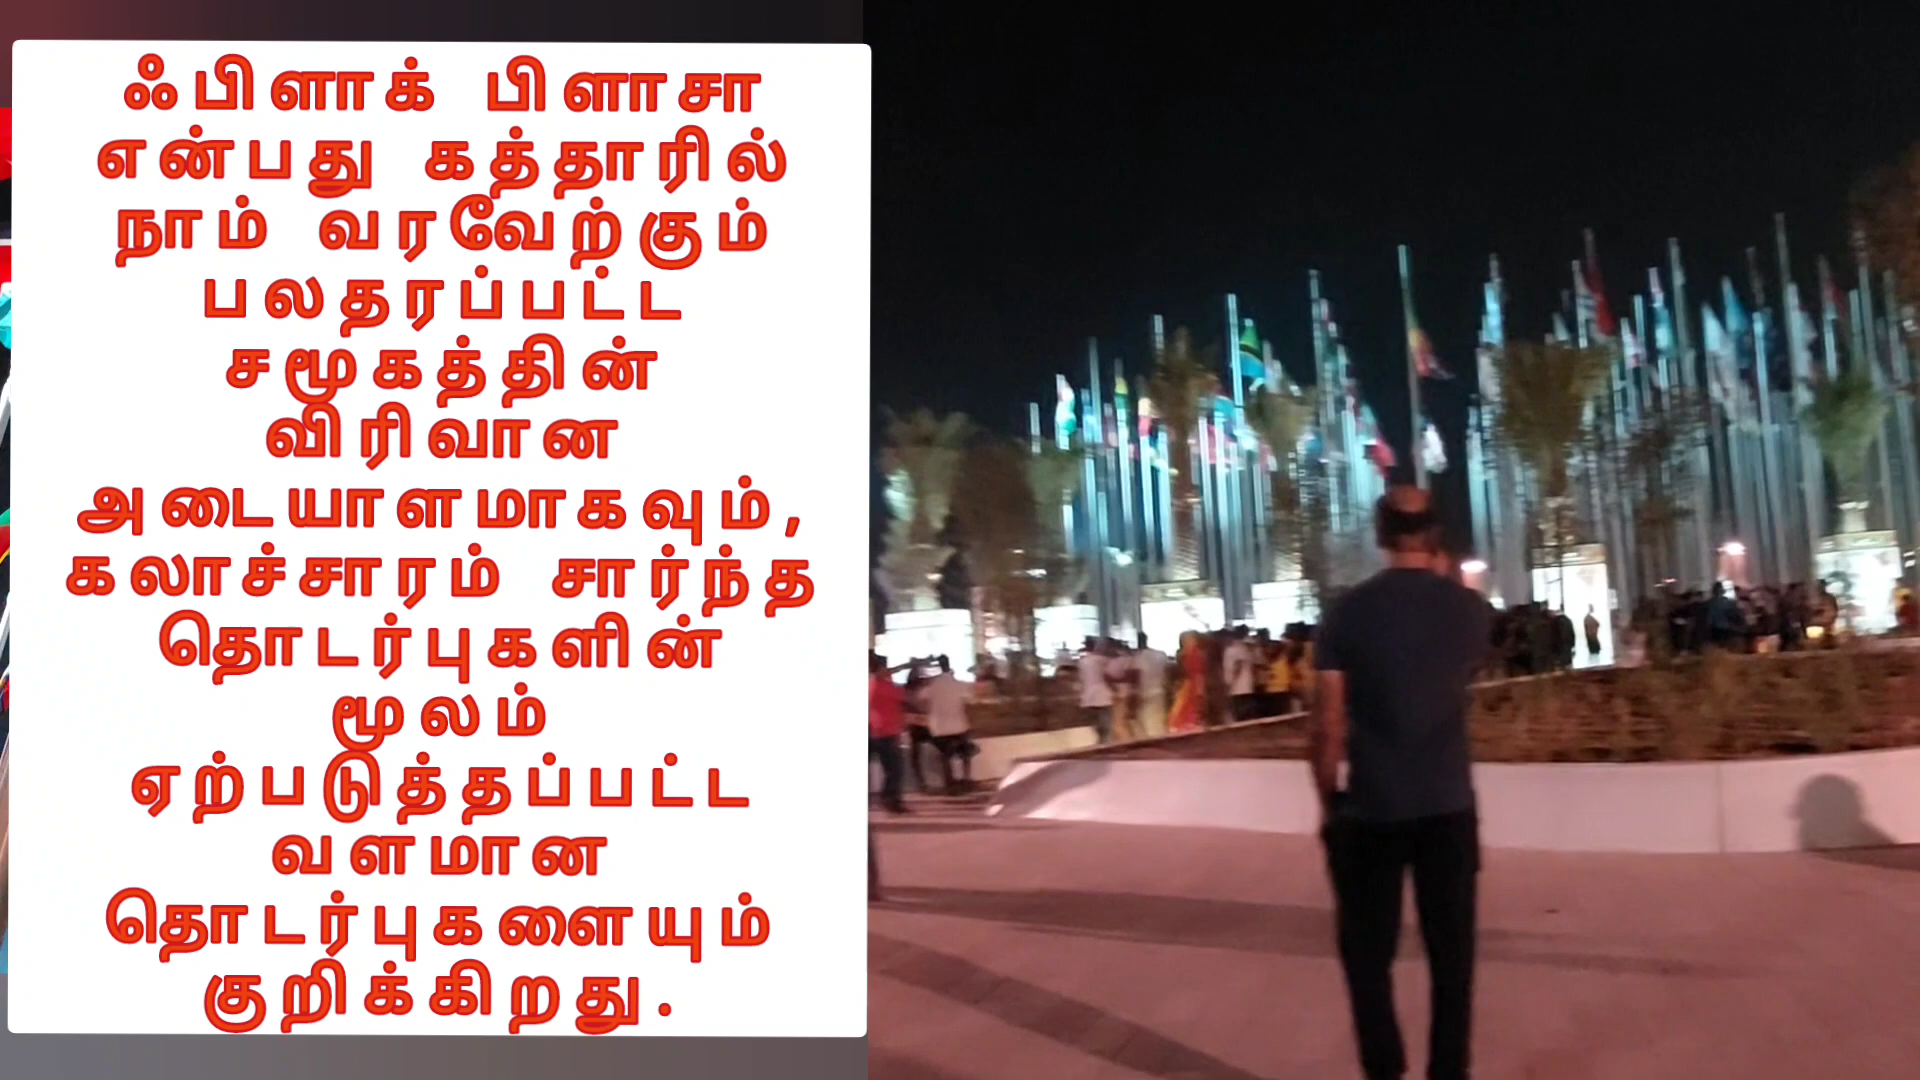 ஃபிளாக் பிளாசா
என்பது கத்தாரில்
நாம் வரவேற்கும்
பலதரப்பட்ட
சமூகத்தின்
விரிவான
அடையாளமாகவும்,
கலாச்சாரம் சார்ந்த
தொடர்புகளின்
மூலம்
ஏற்படுத்தப்பட்ட
வளமான
தொடர்புகளையும்
குறிக்கிறது.